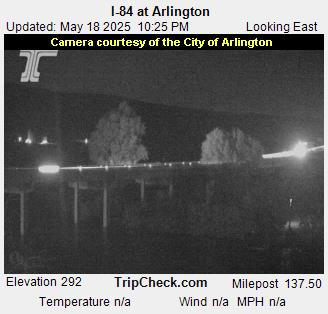 I-84 at Arlington
Updated: May 18 2025 10:25 PM Looking East
Camera courtesy of the City of Arlington
Elevation 292 TripCheck.com Milepost 137.50
Temperature n/a Wind n/a MPH n/a